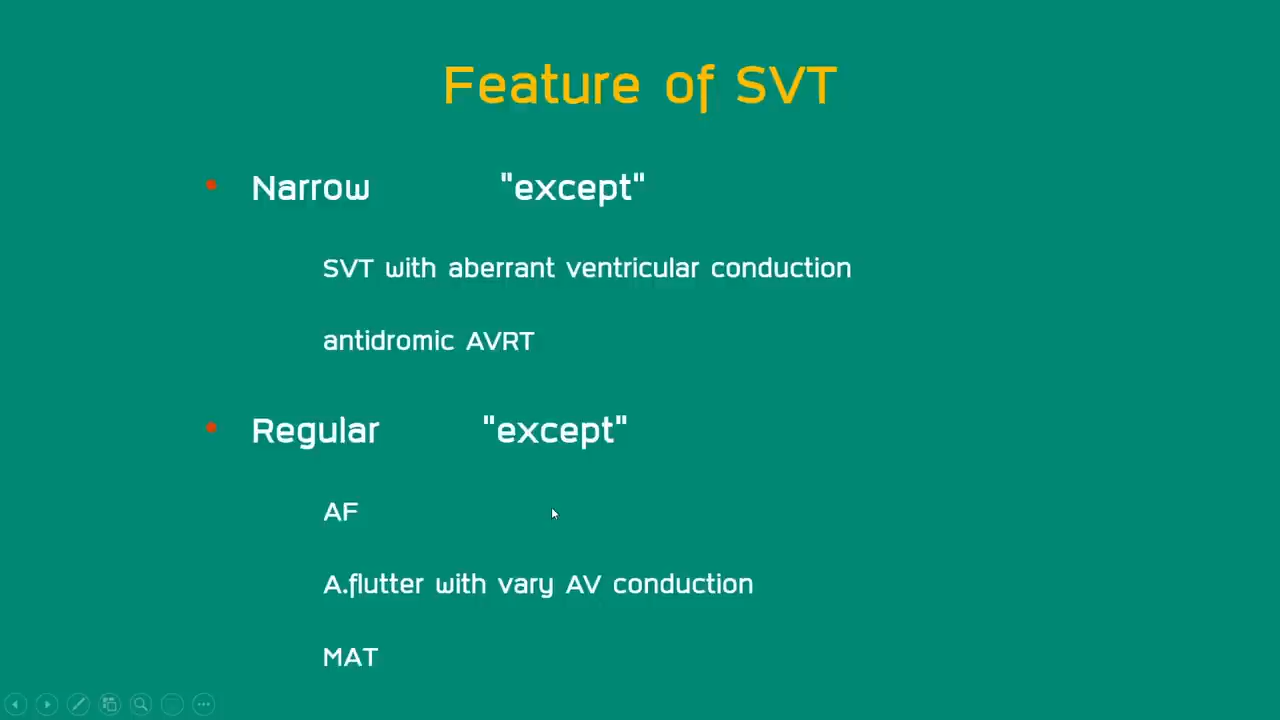 Feature of SVT
• Narrow "except"
SVT with aberrant ventricular conduction
antidromic AVRT
• Regular "except"
AF
A.flutter with vary AV conduction
MAT